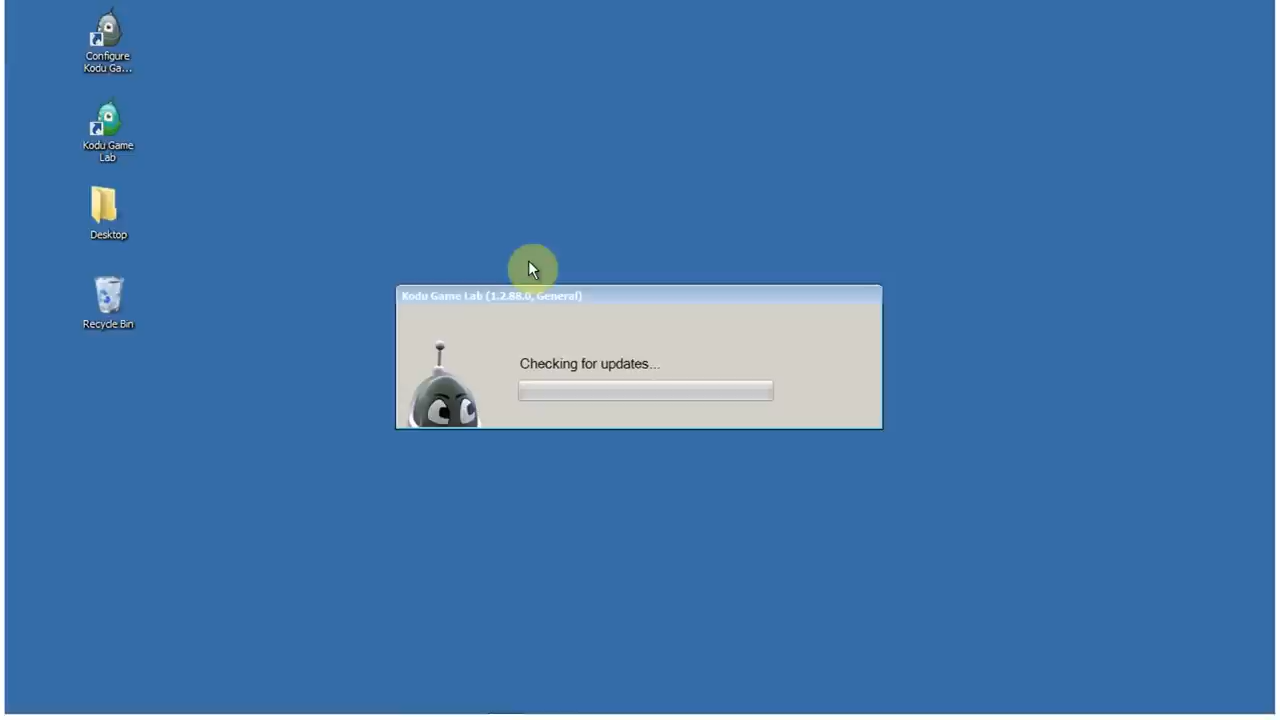 Configure
Kodu Ga...
Kodu Game
Lab
Desktop
Recycle Bin
Kodu Game Lab (1.2.88.0, General)
Checking for updates...